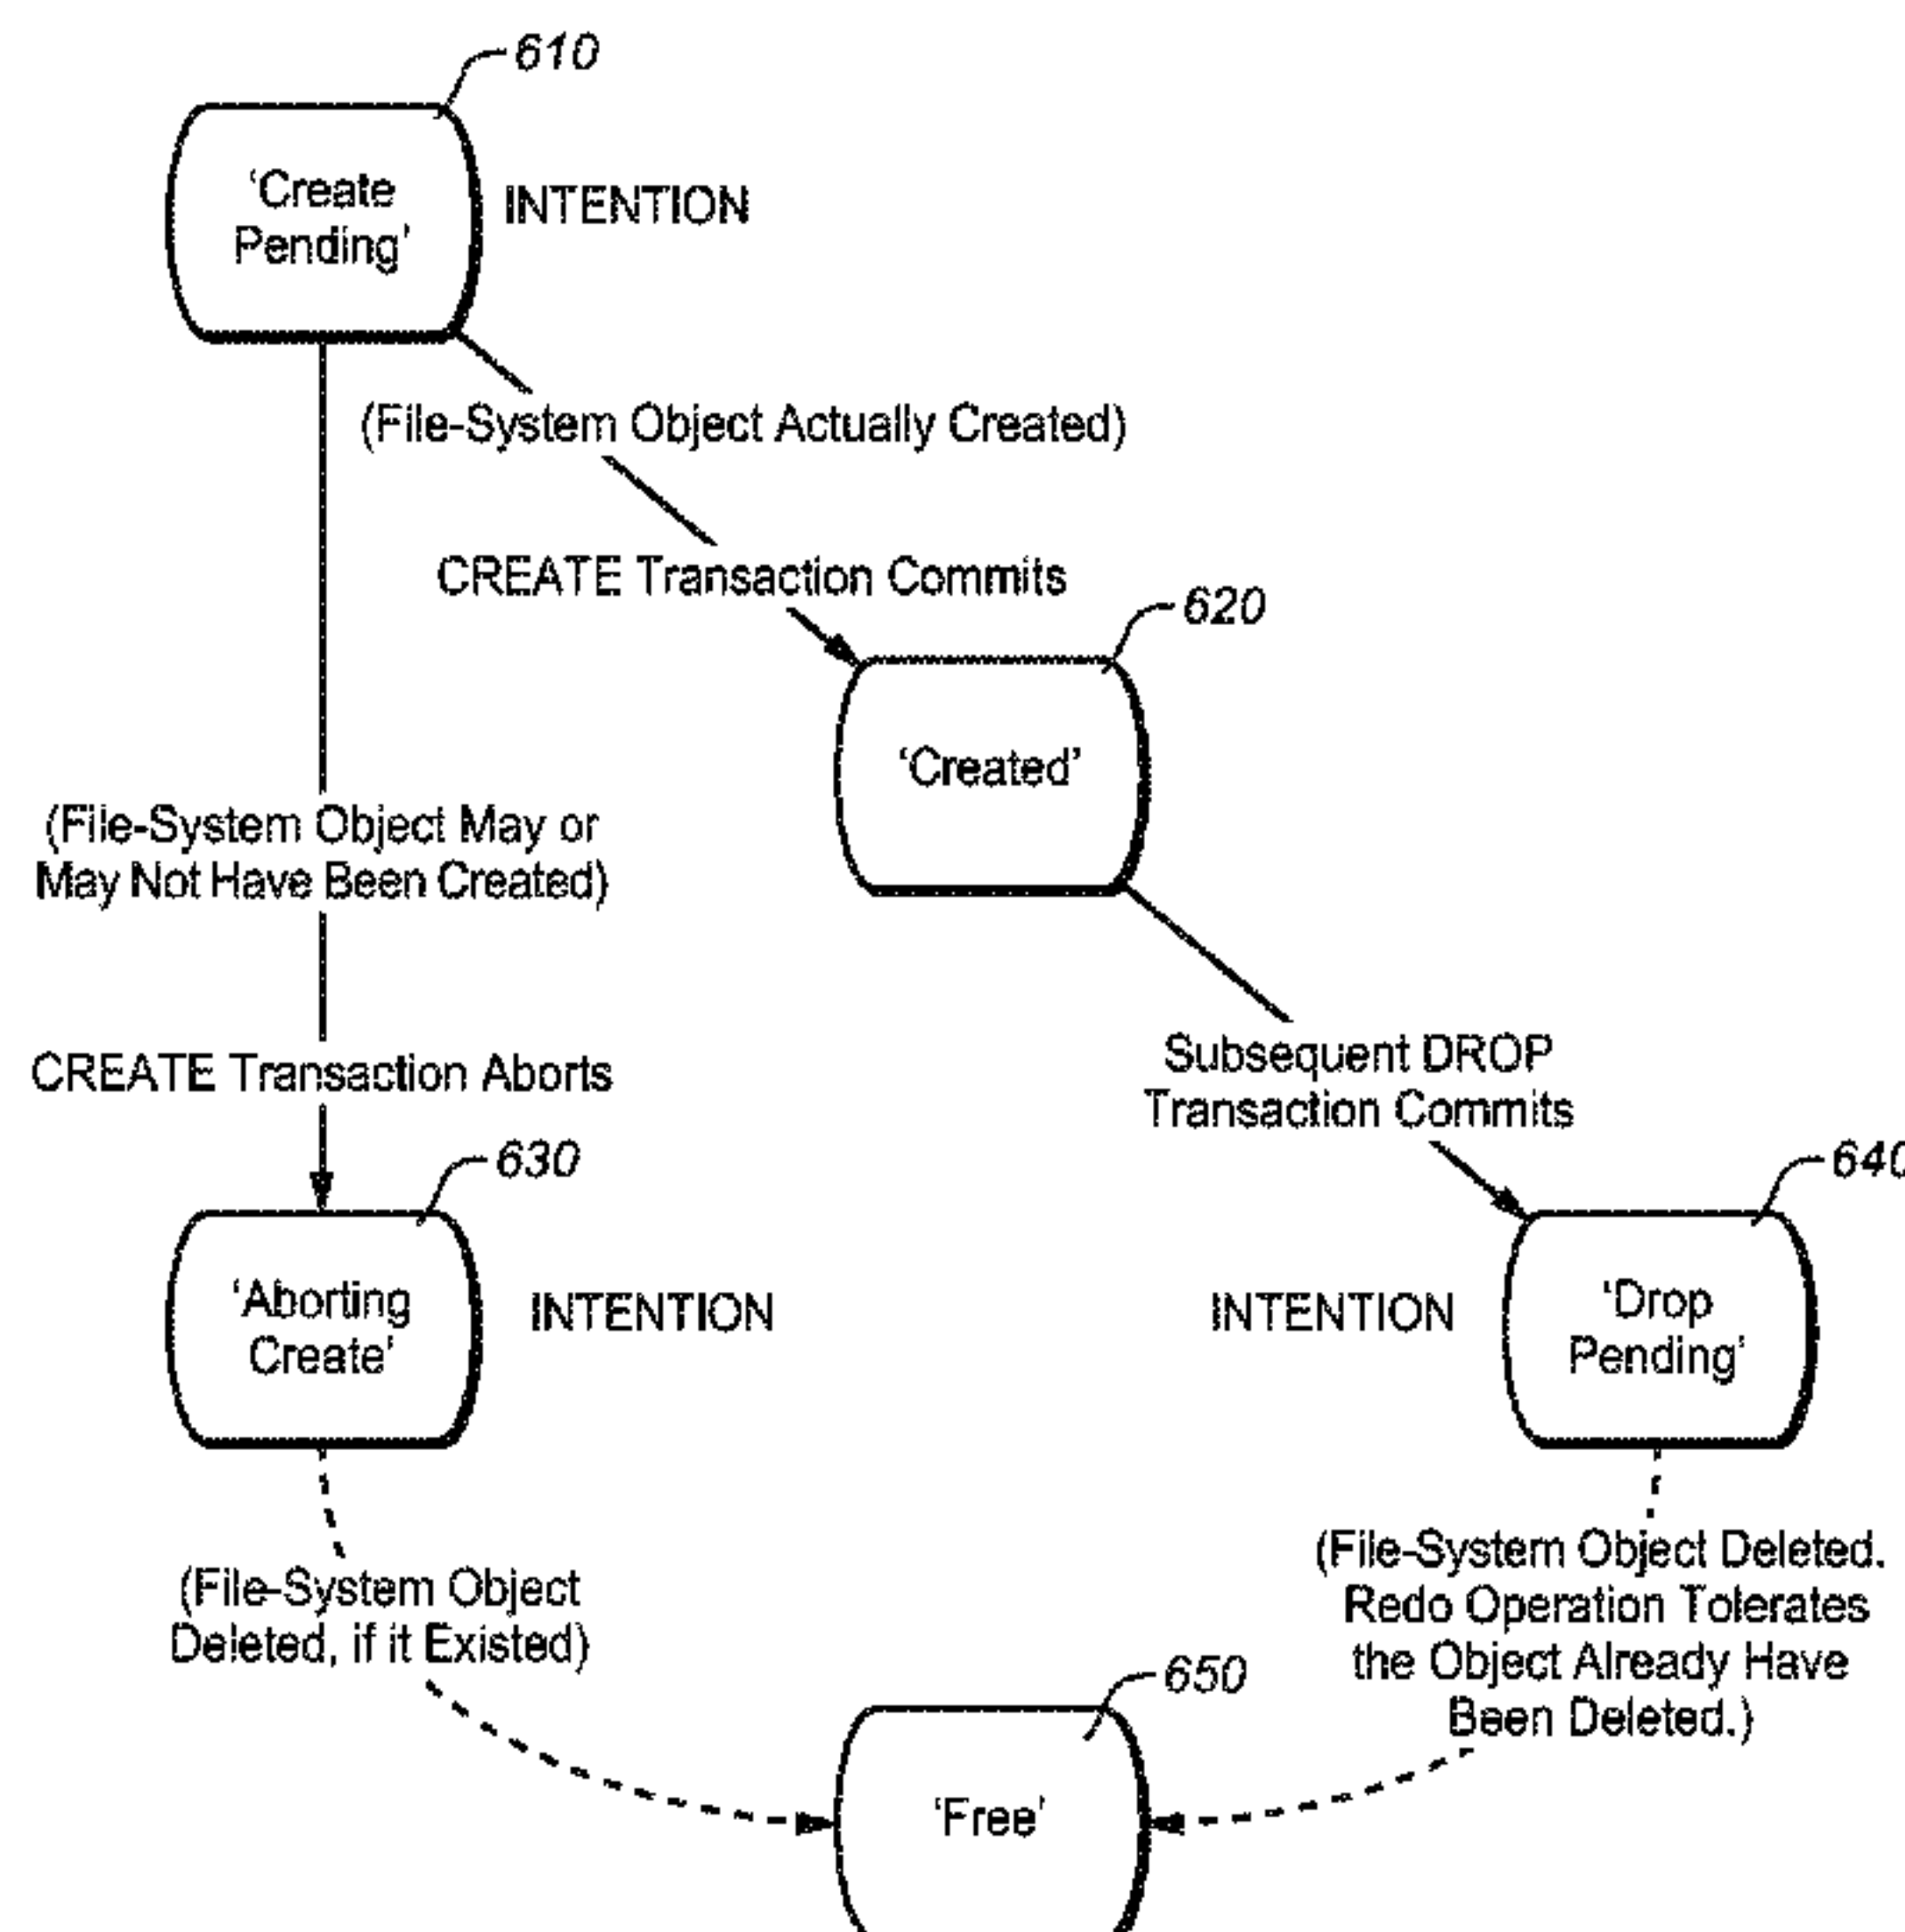 610
‘Create
Pending’
INTENTION
(File-System Object Actually Created)
CREATE Transaction Commits
620
‘Created’
(File-System Object May or
May Not Have Been Created)
CREATE Transaction Aborts
Subsequent DROP
Transaction Commits
630
‘Aborting
Create’
INTENTION
INTENTION
640
‘Drop
Pending’
(File-System Object
Deleted, if it Existed)
(File-System Object Deleted.
Redo Operation Tolerates
the Object Already Have
Been Deleted.)
650
‘Free’